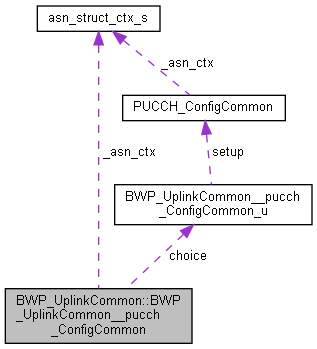 asn_struct_ctx_s
_asn_ctx
PUCCH_ConfigCommon
_asn_ctx
setup
BWP_UplinkCommon__pucch
_ConfigCommon_u
choice
BWP_UplinkCommon::BWP
_UplinkCommon__pucch
_ConfigCommon